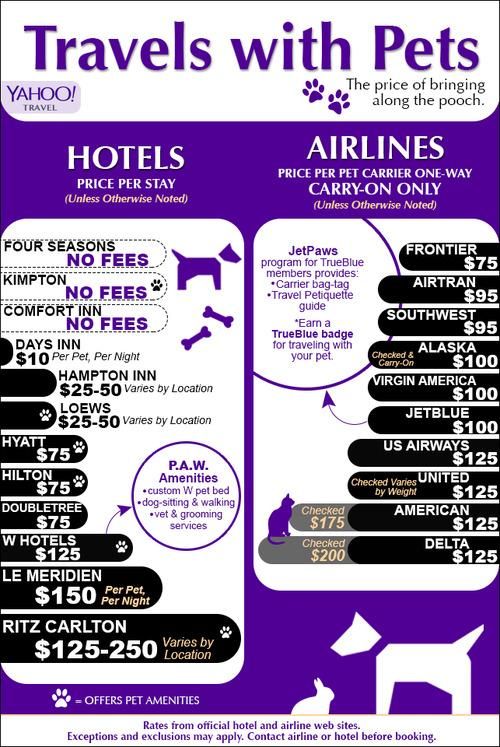 Travels with Pets
YAHOO!
TRAVEL
The price of bringing
along the pooch.
HOTELS
PRICE PER STAY
(Unless Otherwise Noted)
FOUR SEASONS
NO FEES
KIMPTON
NO FEES
COMFORT INN
NO FEES
DAYS INN
$10 Per Pet, Per Night
HAMPTON INN
$25-50 Varies by Location
LOEWS
$25-50 Varies by Location
HYATT
$75
HILTON
$75
DOUBLETREE
$75
W HOTELS
$125
LE MERIDIEN
$150 Per Pet,
Per Night
RITZ CARLTON
$125-250 Varies by
Location
P.A.W.
Amenities
•custom W pet bed
•dog-sitting & walking
•vet & grooming
services
= OFFERS PET AMENITIES
AIRLINES
PRICE PER PET CARRIER ONE-WAY
CARRY-ON ONLY
(Unless Otherwise Noted)
JetPaws
program for TrueBlue
members provides:
•Carrier bag-tag
•Travel Petiquette
guide
*Earn a
TrueBlue badge
for traveling with
your pet.
FRONTIER
$75
AIRTRAN
$95
SOUTHWEST
$95
Checked &
Carry-On
ALASKA
$100
VIRGIN AMERICA
$100
JETBLUE
$100
US AIRWAYS
$125
Checked Varies
by Weight
UNITED
$125
Checked
$175
AMERICAN
$125
Checked
$200
DELTA
$125
Rates from official hotel and airline web sites.
Exceptions and exclusions may apply. Contact airline or hotel before booking.